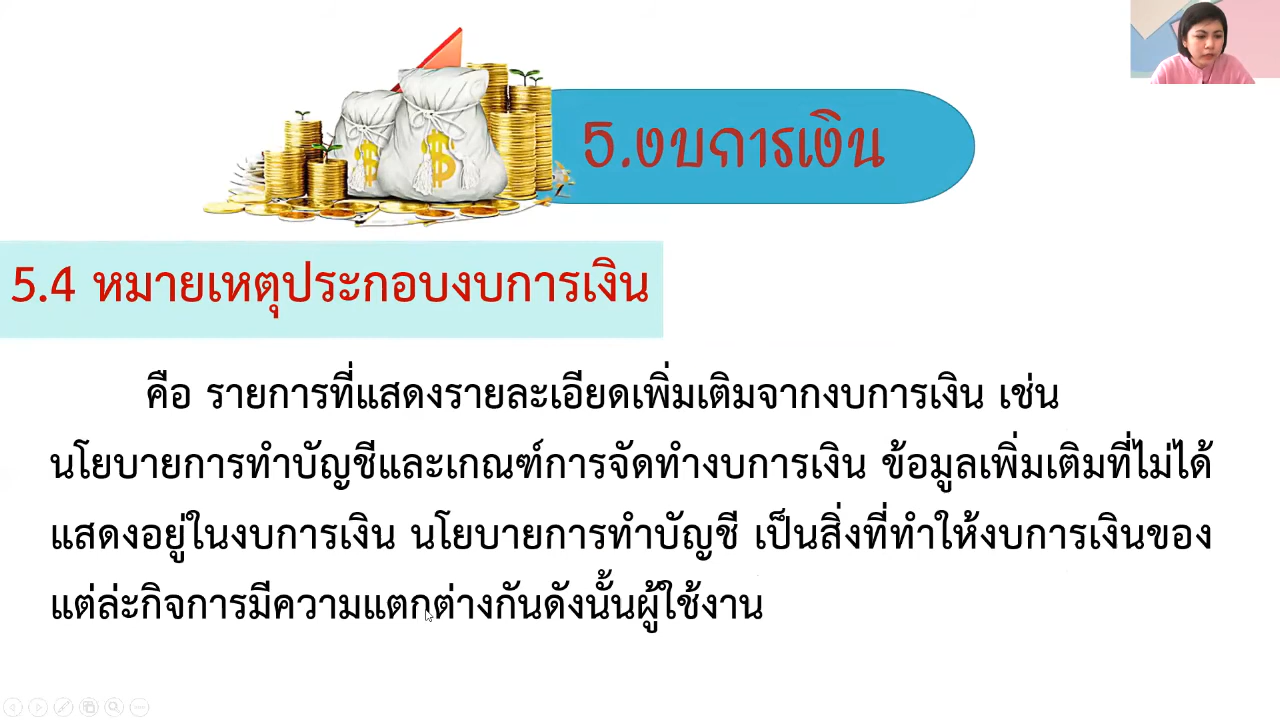 5.งบการเงิน
5.4 หมายเหตุประกอบงบการเงิน
คือ รายการที่แสดงรายละเอียดเพิ่มเติมจากงบการเงิน เช่น
นโยบายการทำบัญชีและเกณฑ์การจัดทำงบการเงิน ข้อมูลเพิ่มเติมที่ไม่ได้
แสดงอยู่ในงบการเงิน นโยบายการทำบัญชี เป็นสิ่งที่ทำให้งบการเงินของ
แต่ล่ะกิจการมีความแตกต่างกันดังนั้นผู้ใช้งาน